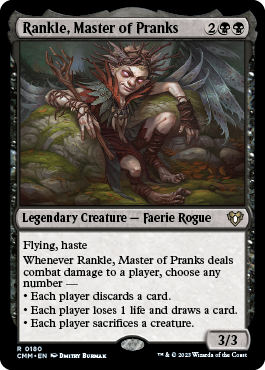 Rankle, Master of Pranks 2
Legendary Creature — Faerie Rogue
Flying, haste
Whenever Rankle, Master of Pranks deals
combat damage to a player, choose any
number —
• Each player discards a card.
• Each player loses 1 life and draws a card.
• Each player sacrifices a creature.
3/3
R 0180
CMM • EN Dmitry Burmak
™ & © 2023 Wizards of the Coast